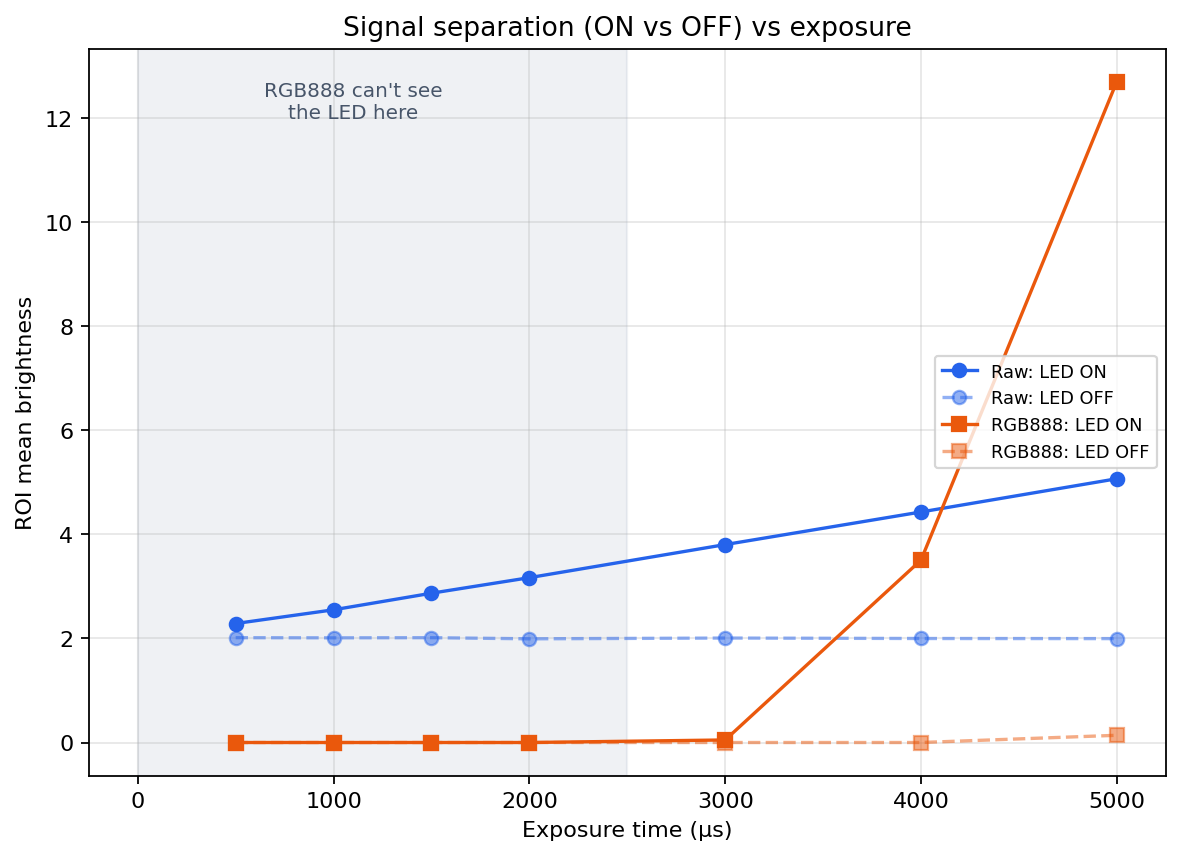 Signal separation (ON vs OFF) vs exposure
RGB888 can't see
the LED here
ROI mean brightness
12
10
8
6
4
2
0
Raw: LED ON
Raw: LED OFF
RGB888: LED ON
RGB888: LED OFF
0
1000
2000
3000
4000
5000
Exposure time (μs)